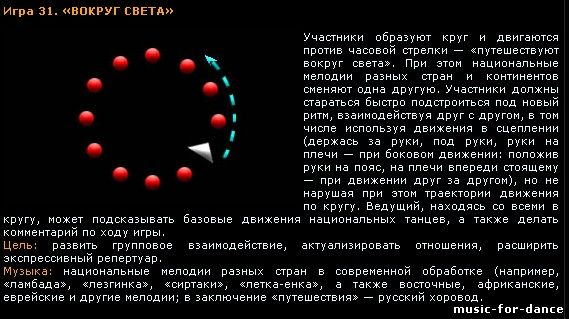 Игра 31. «ВОКРУГ СВЕТА»
Участники образуют круг и двигаются
против часовой стрелки — «путешествуют
вокруг света». При этом национальные
мелодии разных стран и континентов
сменяют одна другую. Участники должны
стараться быстро подстроиться под новый
ритм, взаимодействуя друг с другом, в том
числе используя движения в сцеплении
(держась за руки, под руки, руки на
плечи — при боковом движении: положив
руки на пояс, на плечи впереди стоящему
— при движении друг за другом), но не
нарушая при этом траектории движения
по кругу. Ведущий, находясь со всеми в
кругу, может подсказывать базовые движения национальных танцев, а также делать
комментарий по ходу игры.
Цель: развить групповое взаимодействие, актуализировать отношения, расширить
экспрессивный репертуар.
Музыка: национальные мелодии разных стран в современной обработке (например,
«ламбада», «лезгинка», «сиртаки», «летка-енка», а также восточные, африканские,
еврейские и другие мелодии; в заключение «путешествия» — русский хоровод.
music-for-dance